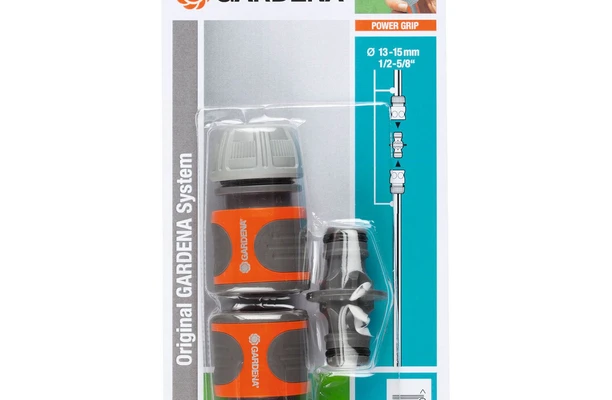 GARDENA
POWER GRIP
Ø 13-15mm
1/2-5/8"
Original GARDENA System
GARDENA®
GARDENA®